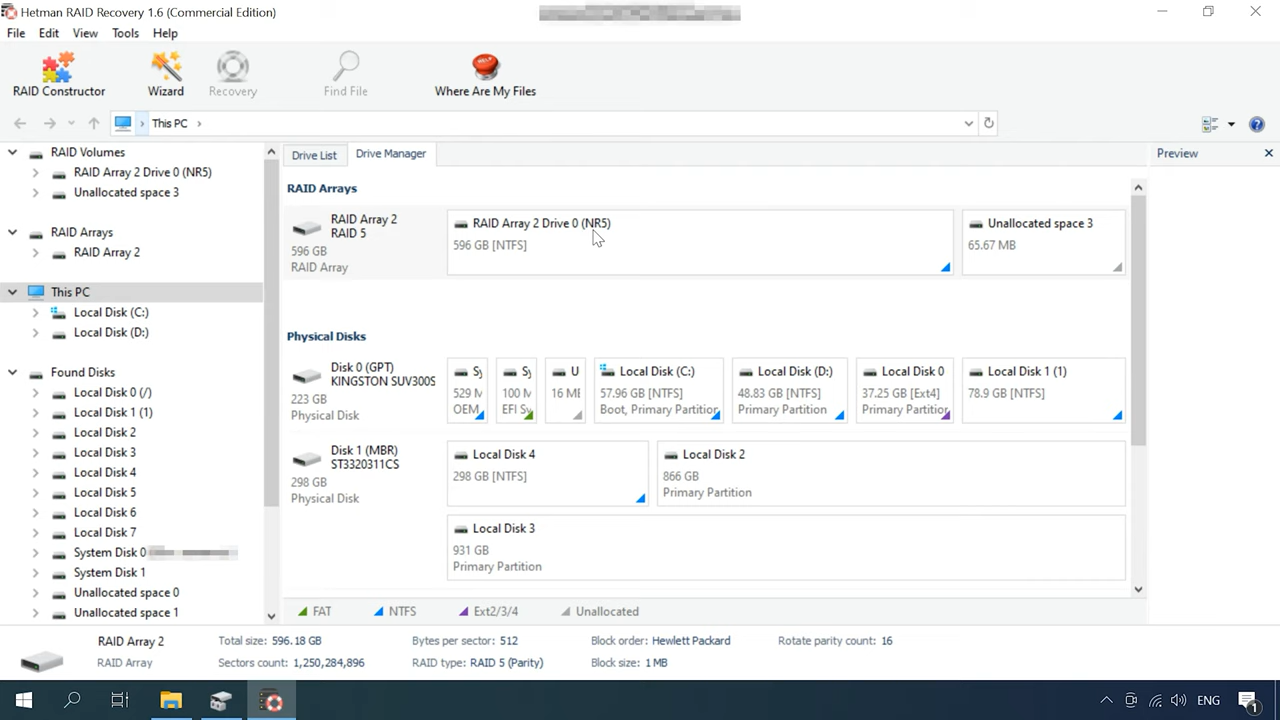 Hetman RAID Recovery 1.6 (Commercial Edition)
File Edit View Tools Help
RAID Constructor Wizard Recovery Find File Where Are My Files
This PC
RAID Volumes
RAID Array 2 Drive 0 (NR5)
Unallocated space 3
RAID Arrays
RAID Array 2
This PC
Local Disk (C:)
Local Disk (D:)
Found Disks
Local Disk 0 (/)
Local Disk 1 (1)
Local Disk 2
Local Disk 3
Local Disk 4
Local Disk 5
Local Disk 6
Local Disk 7
System Disk 0
System Disk 1
Unallocated space 0
Unallocated space 1
Drive List Drive Manager
RAID Arrays
RAID Array 2
RAID 5
596 GB
RAID Array
RAID Array 2 Drive 0 (NR5)
596 GB [NTFS]
Unallocated space 3
65.67 MB
Physical Disks
Disk 0 (GPT)
KINGSTON SUV300S
223 GB
Physical Disk
Sy
529 M
OEM,
Sy
100 M
EFI Sy
U
16 MB
Local Disk (C:)
57.96 GB [NTFS]
Boot, Primary Partition
Local Disk (D:)
48.83 GB [NTFS]
Primary Partition
Local Disk 0
37.25 GB [Ext4]
Primary Partition
Local Disk 1 (1)
78.9 GB [NTFS]
Disk 1 (MBR)
ST3320311CS
298 GB
Physical Disk
Local Disk 4
298 GB [NTFS]
Local Disk 2
866 GB
Primary Partition
Local Disk 3
931 GB
Primary Partition
FAT NTFS Ext2/3/4 Unallocated
Preview
RAID Array 2
RAID Array
Total size: 596.18 GB
Sectors count: 1,250,284,896
Bytes per sector: 512
RAID type: RAID 5 (Parity)
Block order: Hewlett Packard
Block size: 1 MB
Rotate parity count: 16
ENG
1